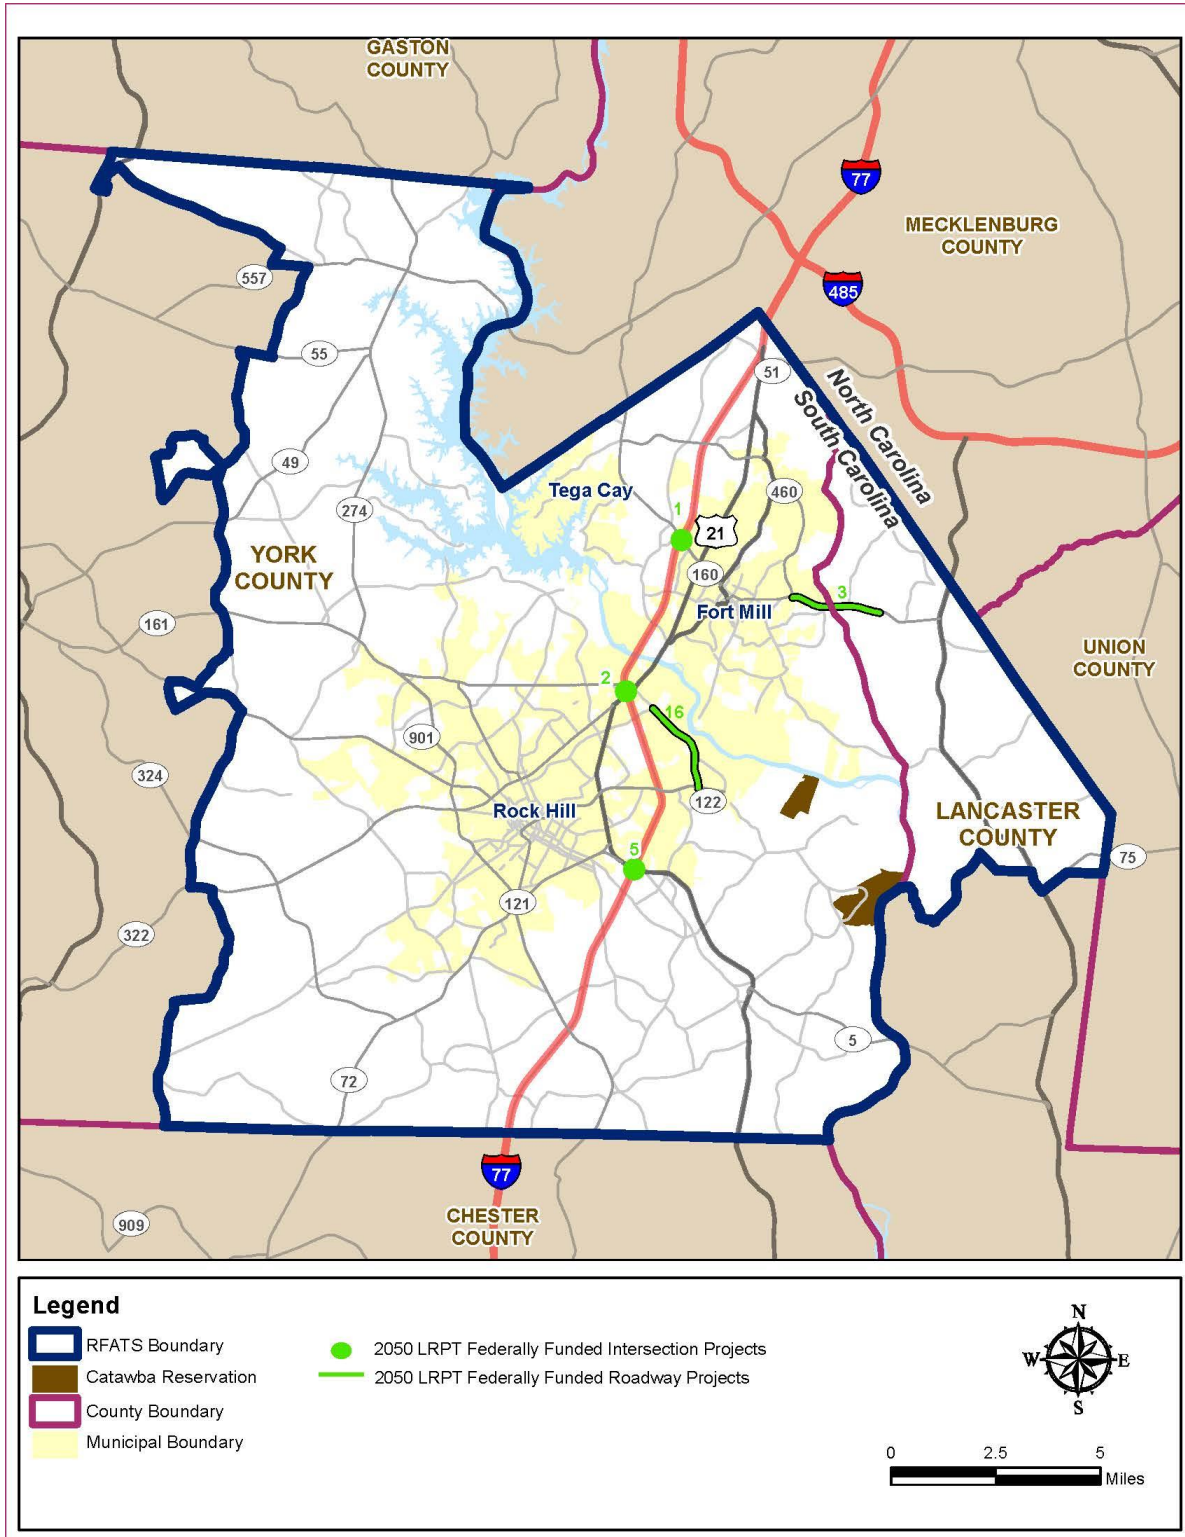 GASTON
COUNTY
77
MECKLENBURG
COUNTY
485
557
55
51
North Carolina
South Carolina
49
Tega Cay
460
274
1
21
YORK
COUNTY
160
3
Fort Mill
161
UNION
COUNTY
2
16
901
324
122
Rock Hill
LANCASTER
COUNTY
5
75
121
322
5
72
77
CHESTER
COUNTY
909
Legend
RFATS Boundary
Catawba Reservation
County Boundary
Municipal Boundary
2050 LRPT Federally Funded Intersection Projects
2050 LRPT Federally Funded Roadway Projects
N
W E
S
0 2.5 5
Miles